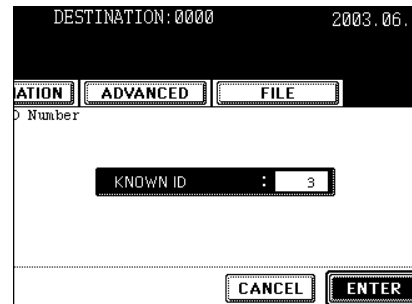 DESTINATION:0000 2003.06.
ATION ADVANCED FILE
D Number
KNOWN ID : 3
CANCEL ENTER